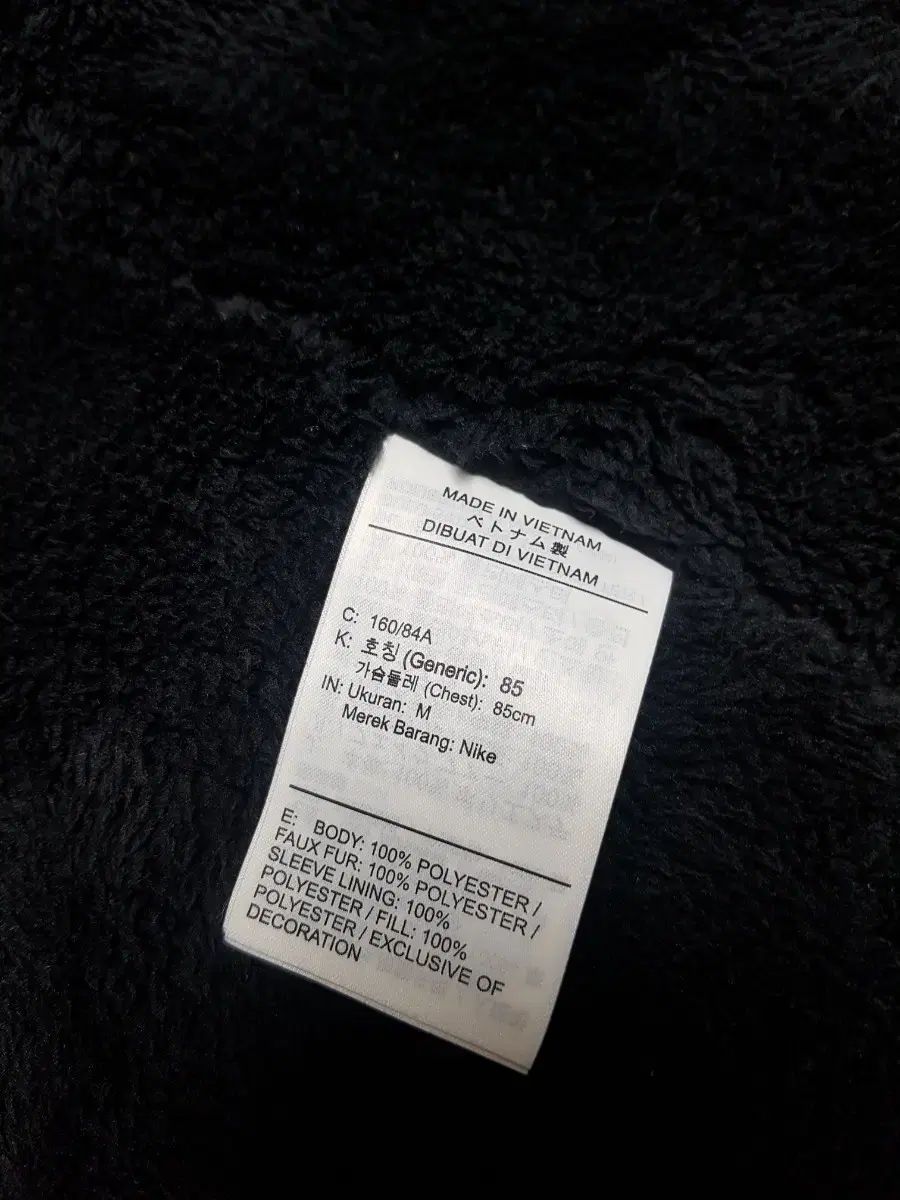 MADE IN VIETNAM
ベトナム製
DIBUAT DI VIETNAM
C: 160/84A
K: 호칭 (Generic): 85
가슴둘레 (Chest): 85cm
IN: Ukuran: M
Merek Barang: Nike
E: BODY: 100% POLYESTER /
FAUX FUR: 100% POLYESTER /
SLEEVE LINING: 100%
POLYESTER / FILL: 100%
POLYESTER / EXCLUSIVE OF
DECORATION